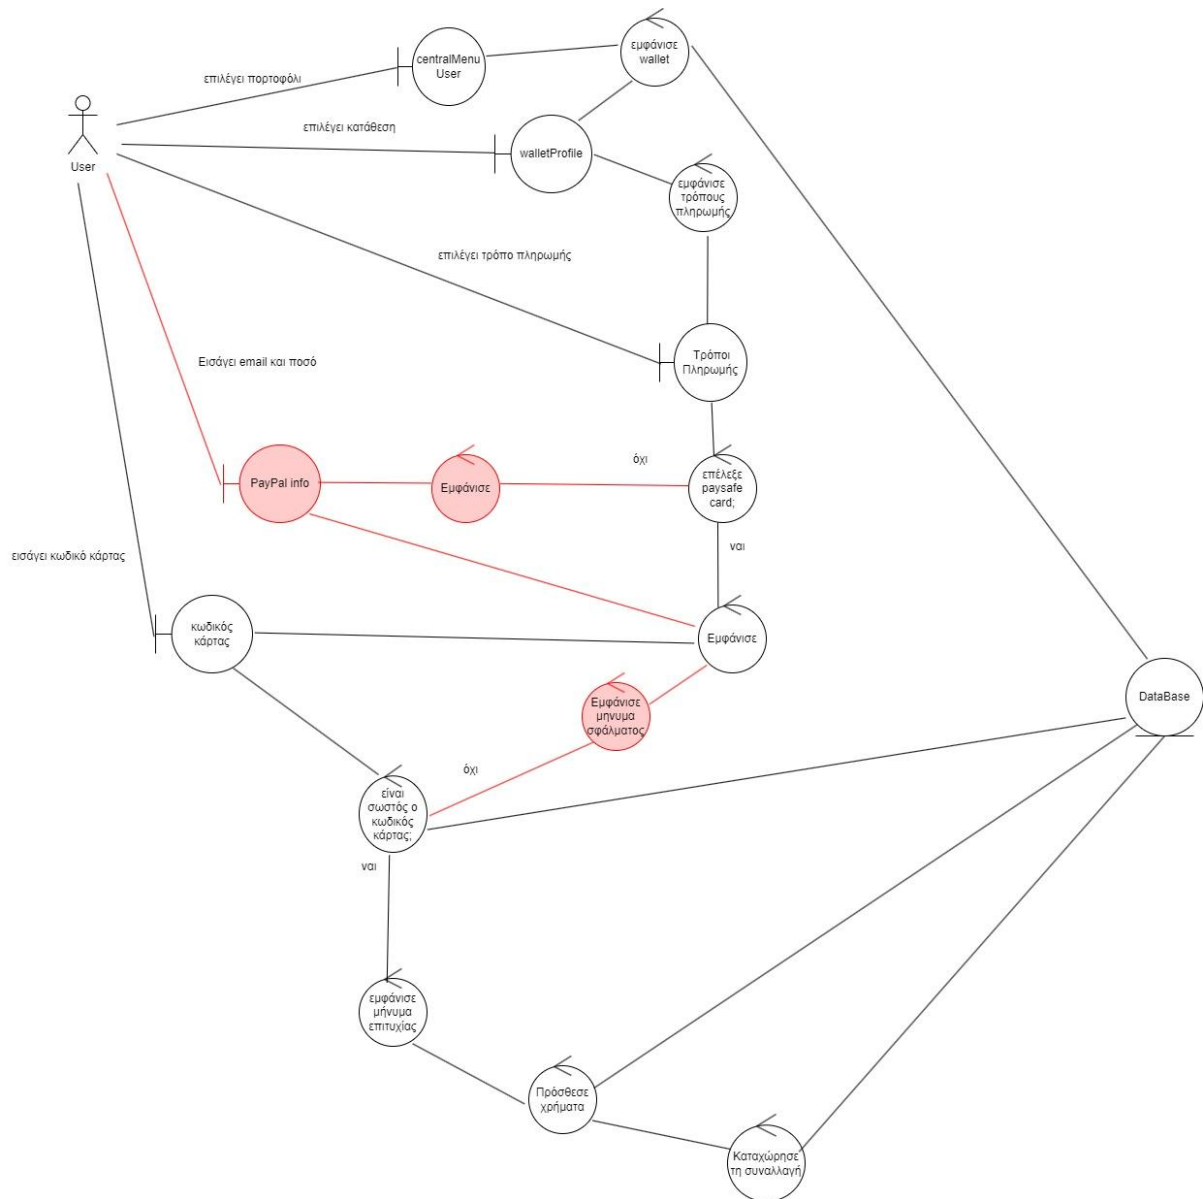 εμφάνισε
wallet
centralMenu
User
επιλέγει πορτοφόλι
επιλέγει κατάθεση
walletProfile
User
εμφάνισε
τρόπους
πληρωμής
επιλέγει τρόπο πληρωμής
Εισάγει email και ποσό
Τρόποι
Πληρωμής
όχι
PayPal info
Εμφάνισε
επέλεξε
paysafe
card;
ναι
εισάγει κωδικό κάρτας
κωδικός
κάρτας
Εμφάνισε
Εμφάνισε
μηνυμα
σφάλματος
DataBase
όχι
είναι
σωστός ο
κωδικός
κάρτας;
ναι
εμφάνισε
μήνυμα
επιτυχίας
Πρόσθεσε
χρήματα
Καταχώρησε
τη συναλλαγή